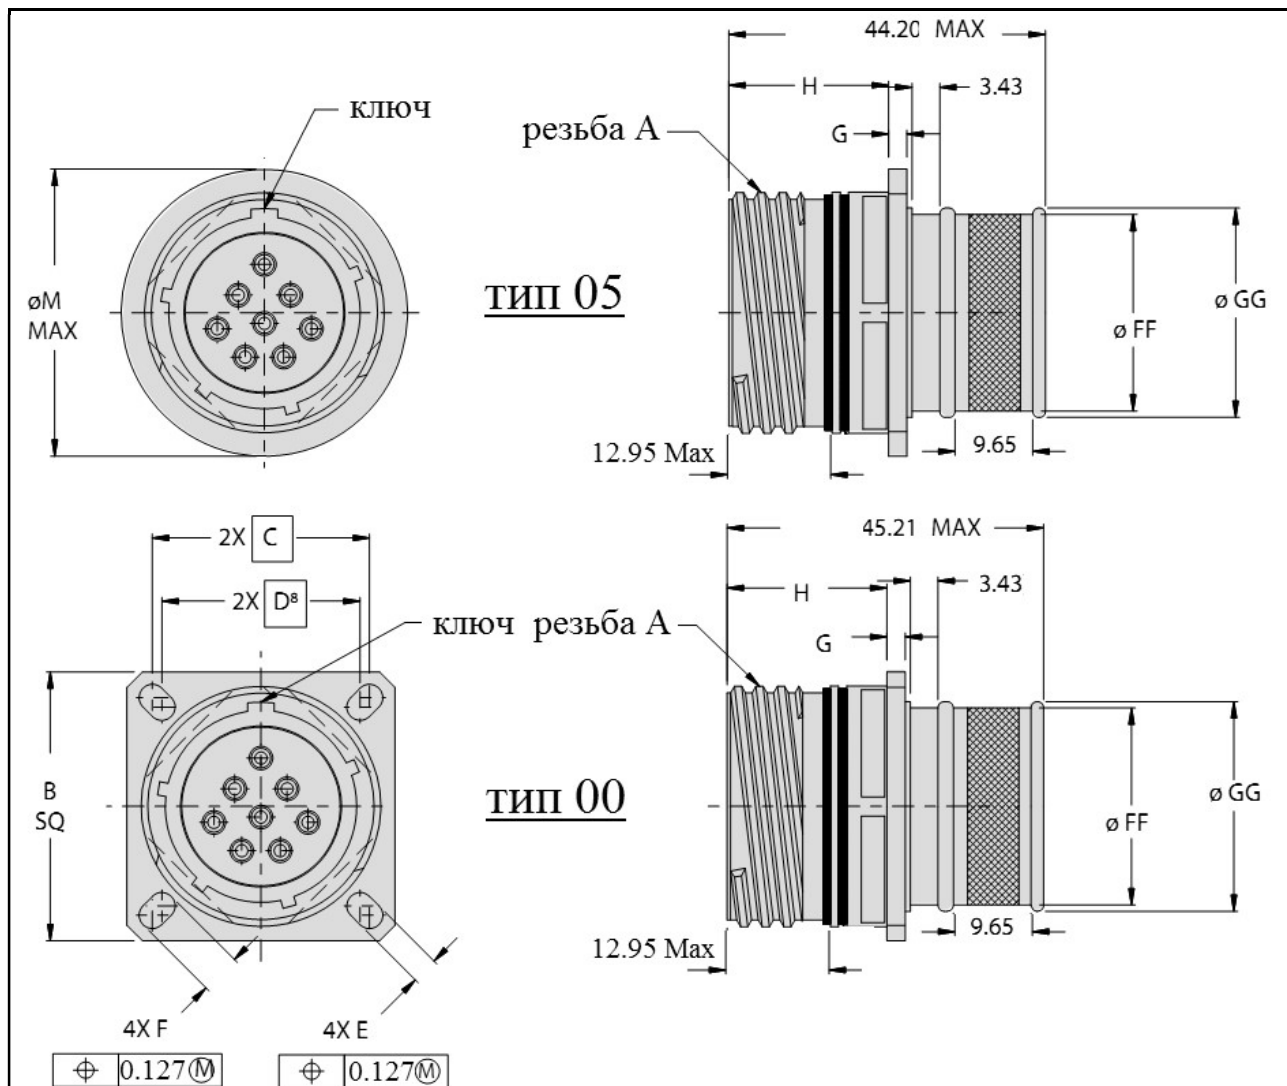 44.20 MAX
H
3.43
ключ
резьба А
G
øM
MAX
тип 05
ø FF
ø GG
12.95 Max
9.65
2X C
2X D⁸
45.21 MAX
H
3.43
ключ резьба А
G
B
SQ
тип 00
ø FF
ø GG
12.95 Max
9.65
4X F
4X E
⌖ 0.127Ⓜ
⌖ 0.127Ⓜ